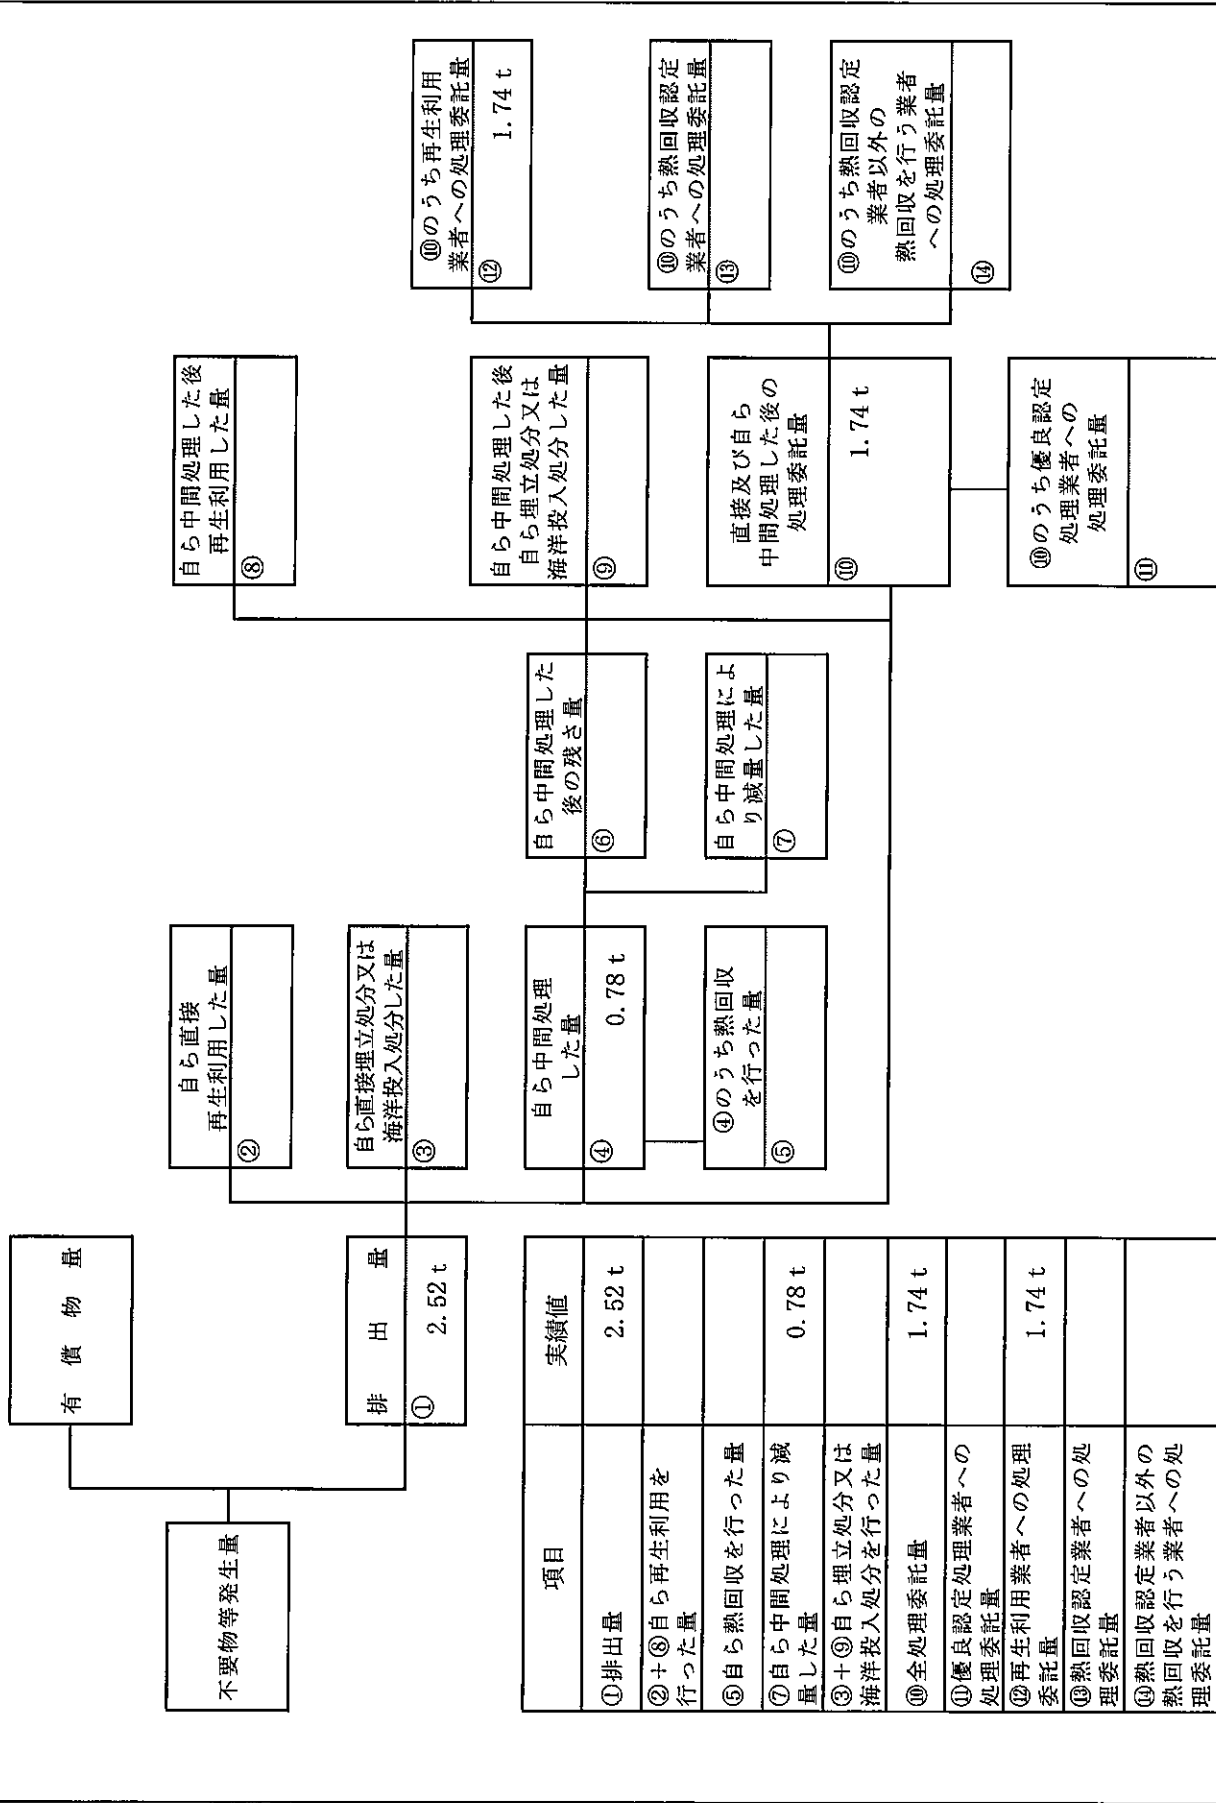 不要物等発生量
有償物量
排出量
① 2.52 t
自ら直接
再生利用した量
②
自ら直接埋立処分又は
海洋投入処分した量
③
自ら中間処理
した量
④ 0.78 t
④のうち熱回収
を行った量
⑤
自ら中間処理した
後の残さ量
⑥
自ら中間処理によ
り減量した量
⑦
自ら中間処理した後
再生利用した量
⑧
自ら中間処理した後
自ら埋立処分又は
海洋投入処分した量
⑨
直接及び自ら
中間処理した後の
処理委託量
⑩ 1.74 t
⑩のうち優良認定
処理業者への
処理委託量
⑪
⑩のうち再生利用
業者への処理委託量
⑫ 1.74 t
⑩のうち熱回収認定
業者への処理委託量
⑬
⑩のうち熱回収認定
業者以外の
熱回収を行う業者
への処理委託量
⑭
項目 実績値
①排出量 2.52 t
②+⑧自ら再生利用を
行った量
⑤自ら熱回収を行った量
⑦自ら中間処理により減
量した量 0.78 t
③+⑨自ら埋立処分又は
海洋投入処分を行った量
⑩全処理委託量 1.74 t
⑪優良認定処理業者への
処理委託量
⑫再生利用業者への処理
委託量 1.74 t
⑬熱回収認定業者への処
理委託量
⑭熱回収認定業者以外の
熱回収を行う業者への処
理委託量